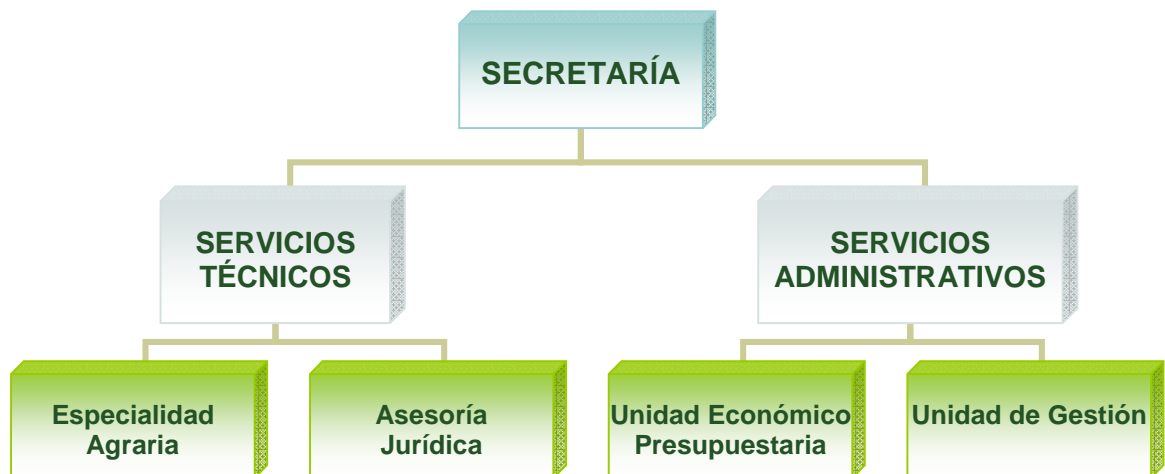 SECRETARÍA
SERVICIOS
TÉCNICOS
SERVICIOS
ADMINISTRATIVOS
Especialidad
Agraria
Asesoría
Jurídica
Unidad Económico
Presupuestaria
Unidad de Gestión